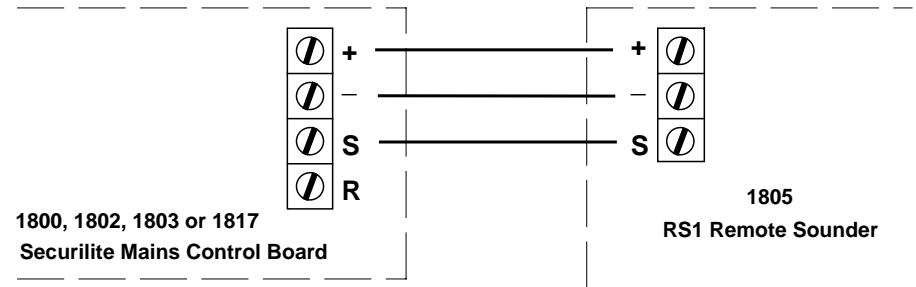 + +
– –
S S
R
1800, 1802, 1803 or 1817
Securilite Mains Control Board
1805
RS1 Remote Sounder